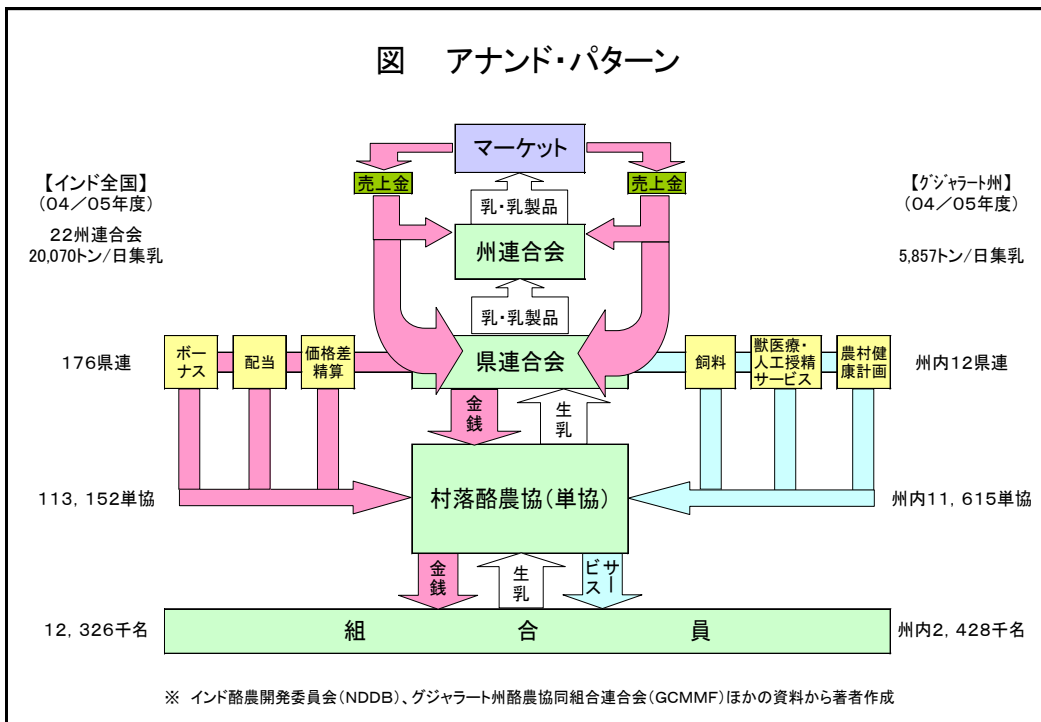 図　アナンド・パターン
マーケット
売上金
売上金
【インド全国】
(04／05年度)
22州連合会
20,070トン/日集乳
【グジャラート州】
(04／05年度)
5,857トン/日集乳
乳・乳製品
州連合会
乳・乳製品
176県連
ボー
ナス
配当
価格差
精算
県連合会
飼料
獣医療・
人工授精
サービス
農村健
康計画
州内12県連
金銭
生乳
113, 152単協
村落酪農協(単協)
州内11, 615単協
金銭
生乳
サー
ビス
12, 326千名
組　合　員
州内2, 428千名
※ インド酪農開発委員会(NDDB)、グジャラート州酪農協同組合連合会(GCMMF)ほかの資料から著者作成